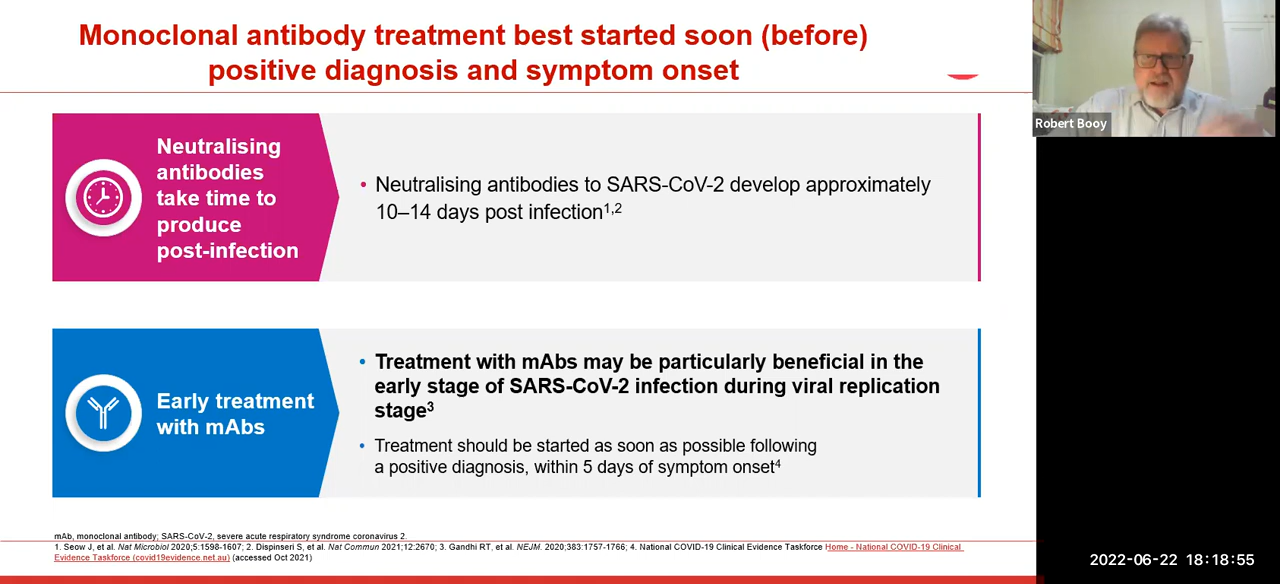 Monoclonal antibody treatment best started soon (before)
positive diagnosis and symptom onset
Robert Booy
Neutralising
antibodies
take time to
produce
post-infection
• Neutralising antibodies to SARS-CoV-2 develop approximately
10–14 days post infection1,2
Early treatment
with mAbs
• Treatment with mAbs may be particularly beneficial in the
early stage of SARS-CoV-2 infection during viral replication
stage3
• Treatment should be started as soon as possible following
a positive diagnosis, within 5 days of symptom onset4
mAb, monoclonal antibody; SARS-CoV-2, severe acute respiratory syndrome coronavirus 2.
1. Seow J, et al. Nat Microbiol 2020;5:1598-1607; 2. Dispinseri S, et al. Nat Commun 2021;12:2670; 3. Gandhi RT, et al. NEJM. 2020;383:1757-1766; 4. National COVID-19 Clinical Evidence Taskforce Home - National COVID-19 Clinical
Evidence Taskforce (covid19evidence.net.au) (accessed Oct 2021)
2022-06-22 18:18:55